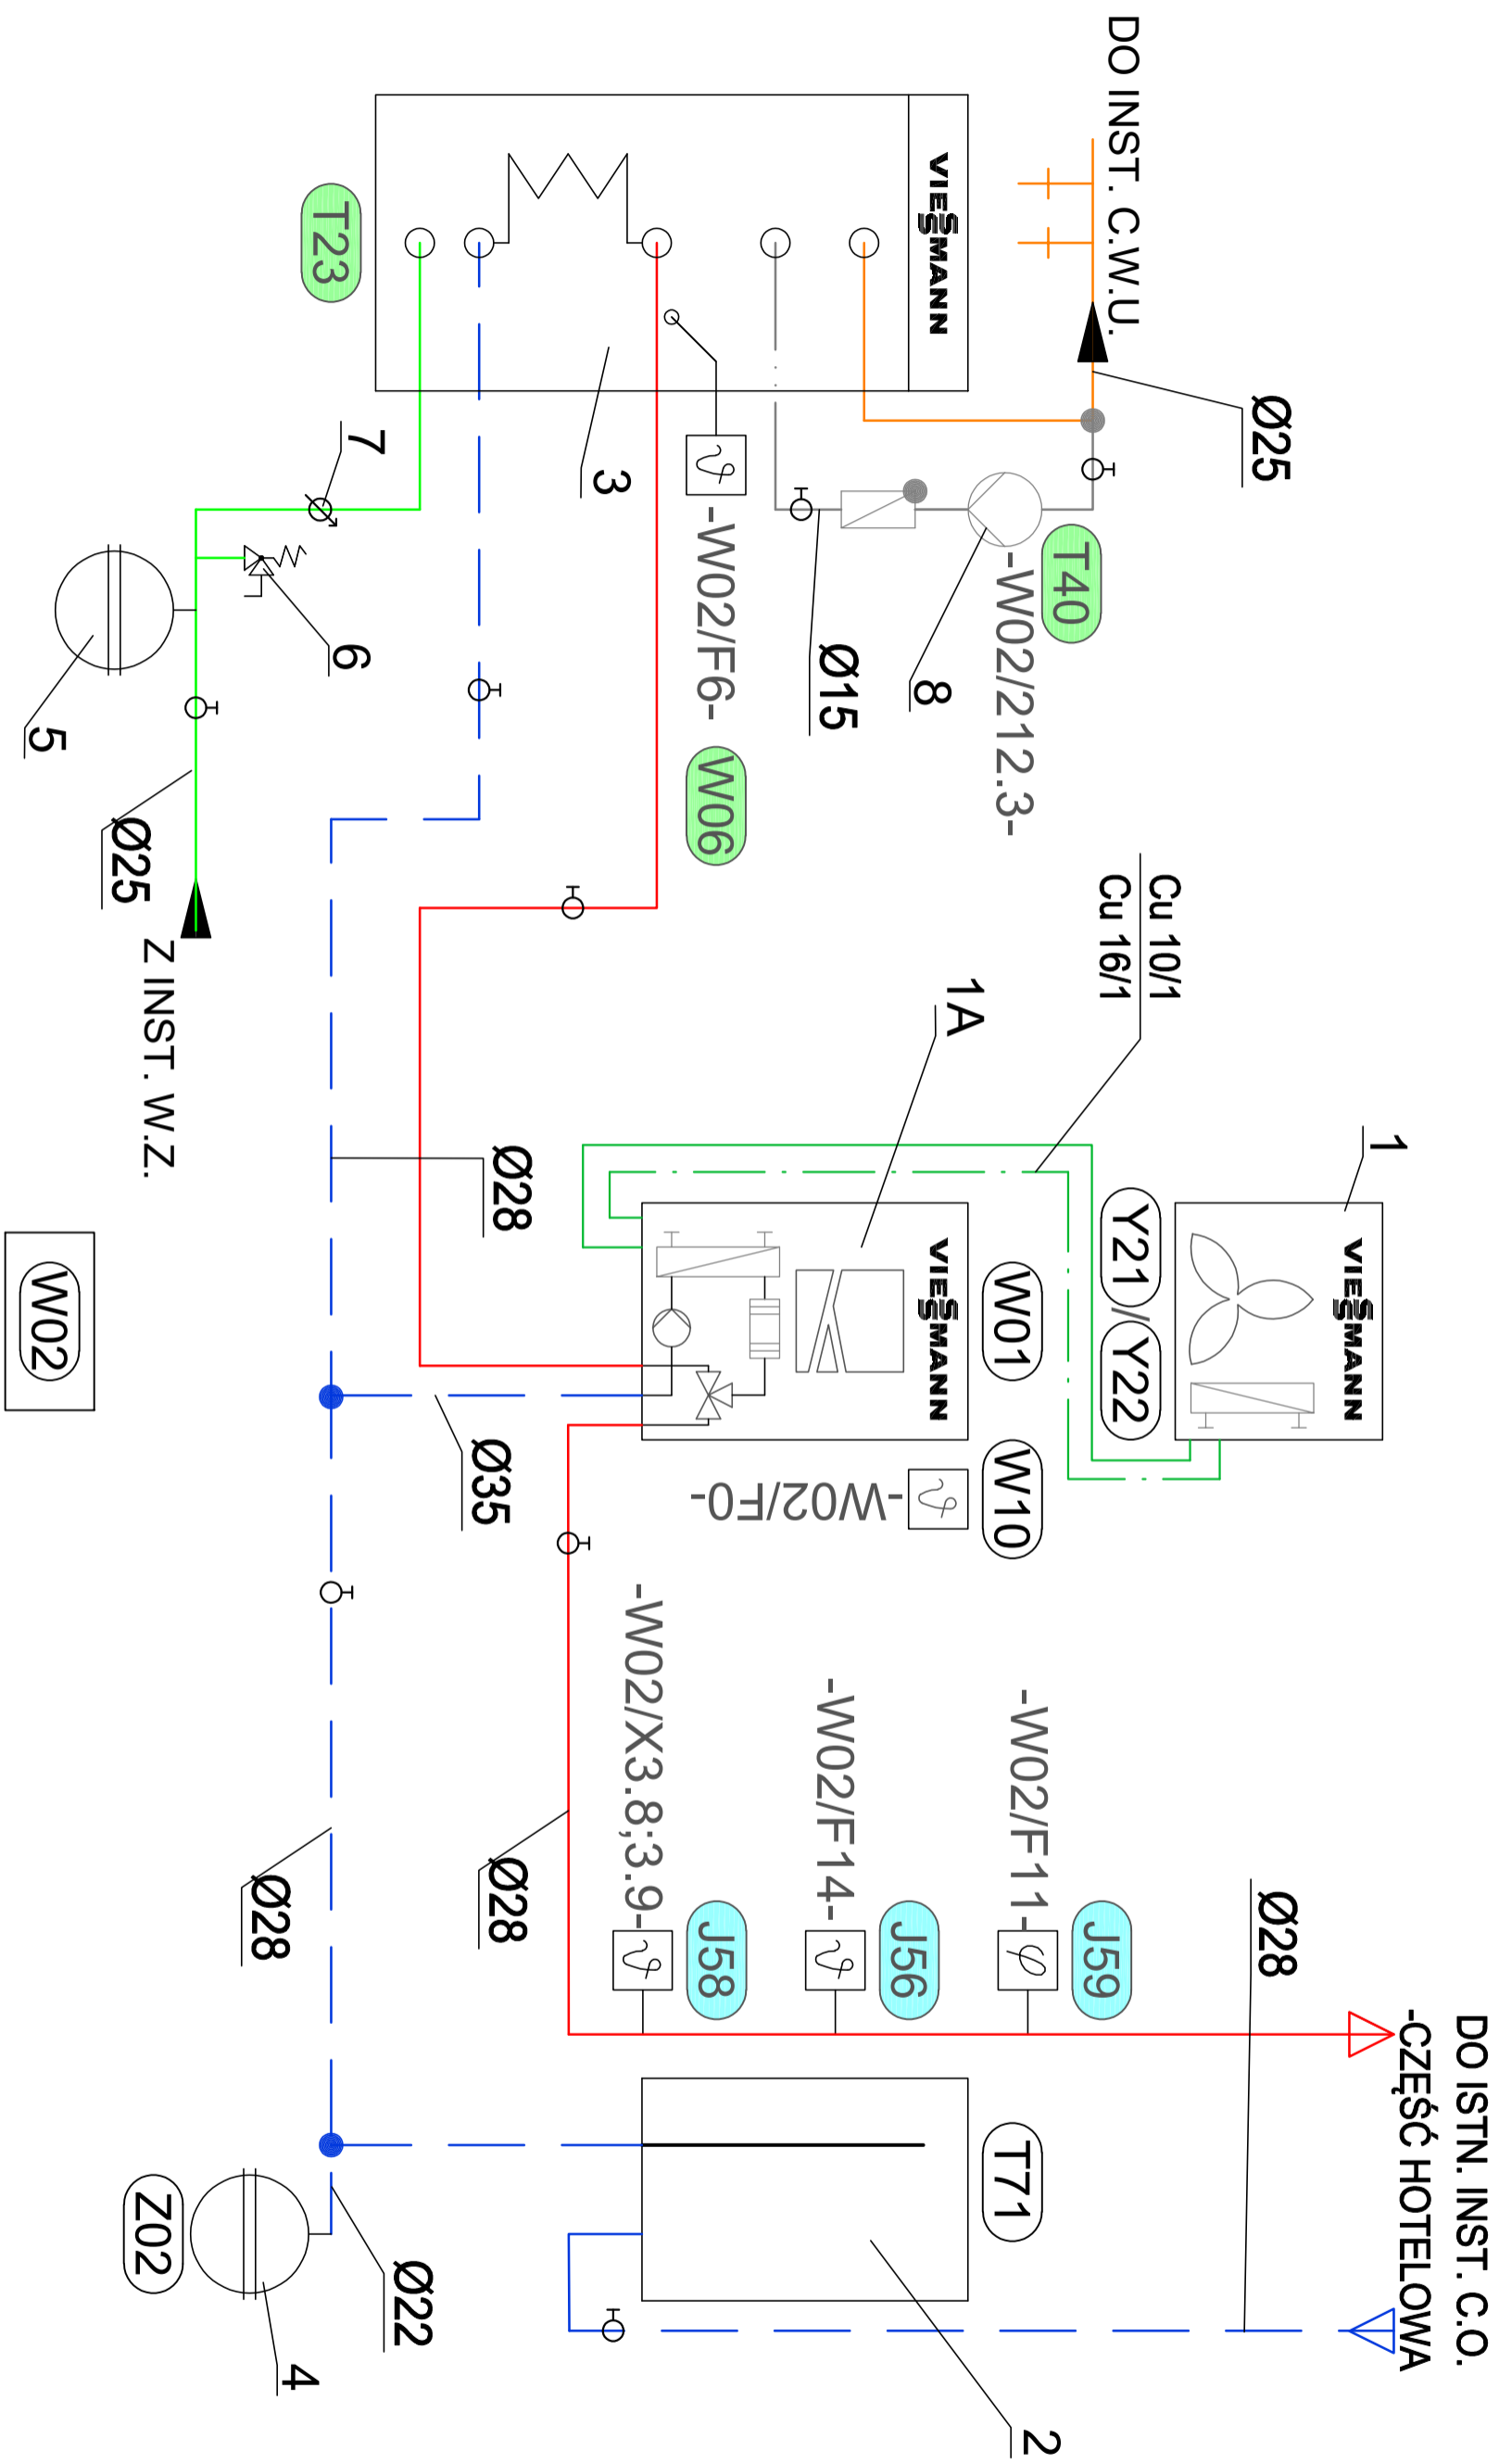 DO ISTN. INST. C.O.
-CZĘŚĆ HOTELOWA
DO INST. C.W.U.
Ø25
VIESMANN
T23
3
7
6
5
Ø25
Z INST. W.Z.
T40
-W02/212.3-
8
Ø15
-W02/F6-
W06
Cu 10/1
Cu 16/1
1A
1
VIESMANN
Y21/Y22
W01
VIESMANN
W10
-W02/F0-
Ø28
Ø35
W02
-W02/F11-
J59
-W02/F14-
J56
-W02/X3.8;3.9-
J58
Ø28
Ø28
Ø28
T71
2
Ø22
Z02
4